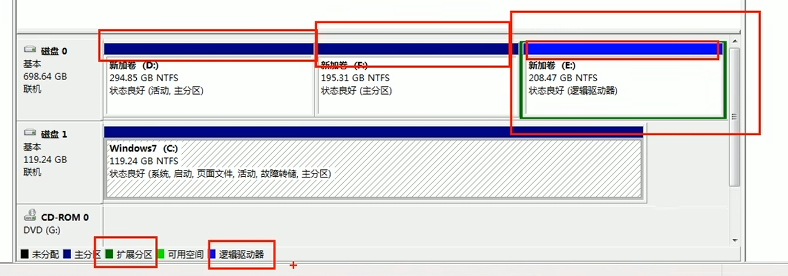 磁盘 0
基本
698.64 GB
联机
新加卷 (D:)
294.85 GB NTFS
状态良好 (活动, 主分区)
新加卷 (F:)
195.31 GB NTFS
状态良好 (主分区)
新加卷 (E:)
208.47 GB NTFS
状态良好 (逻辑驱动器)
磁盘 1
基本
119.24 GB
联机
Windows7 (C:)
119.24 GB NTFS
状态良好 (系统, 启动, 页面文件, 活动, 故障转储, 主分区)
CD-ROM 0
DVD (G:)
未分配 主分区 扩展分区 可用空间 逻辑驱动器